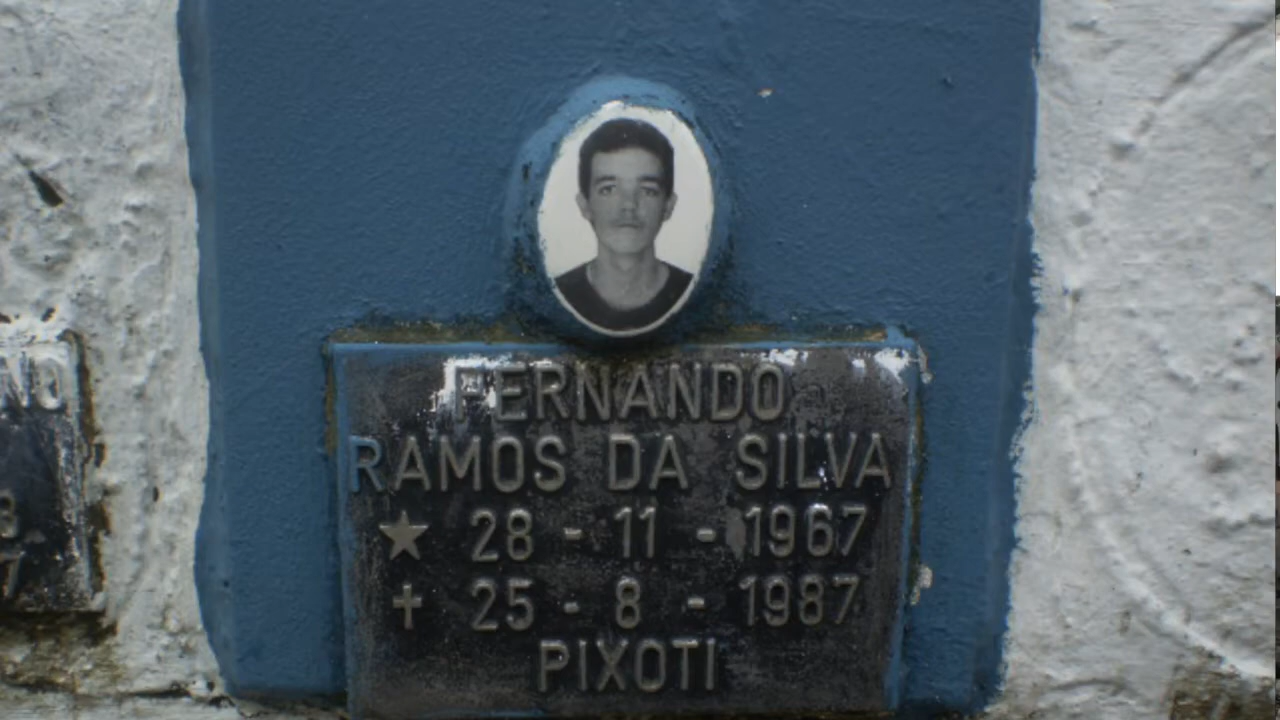 FERNANDO
RAMOS DA SILVA
★ 28 - 11 - 1967
✝ 25 - 8 - 1987
PIXOTI